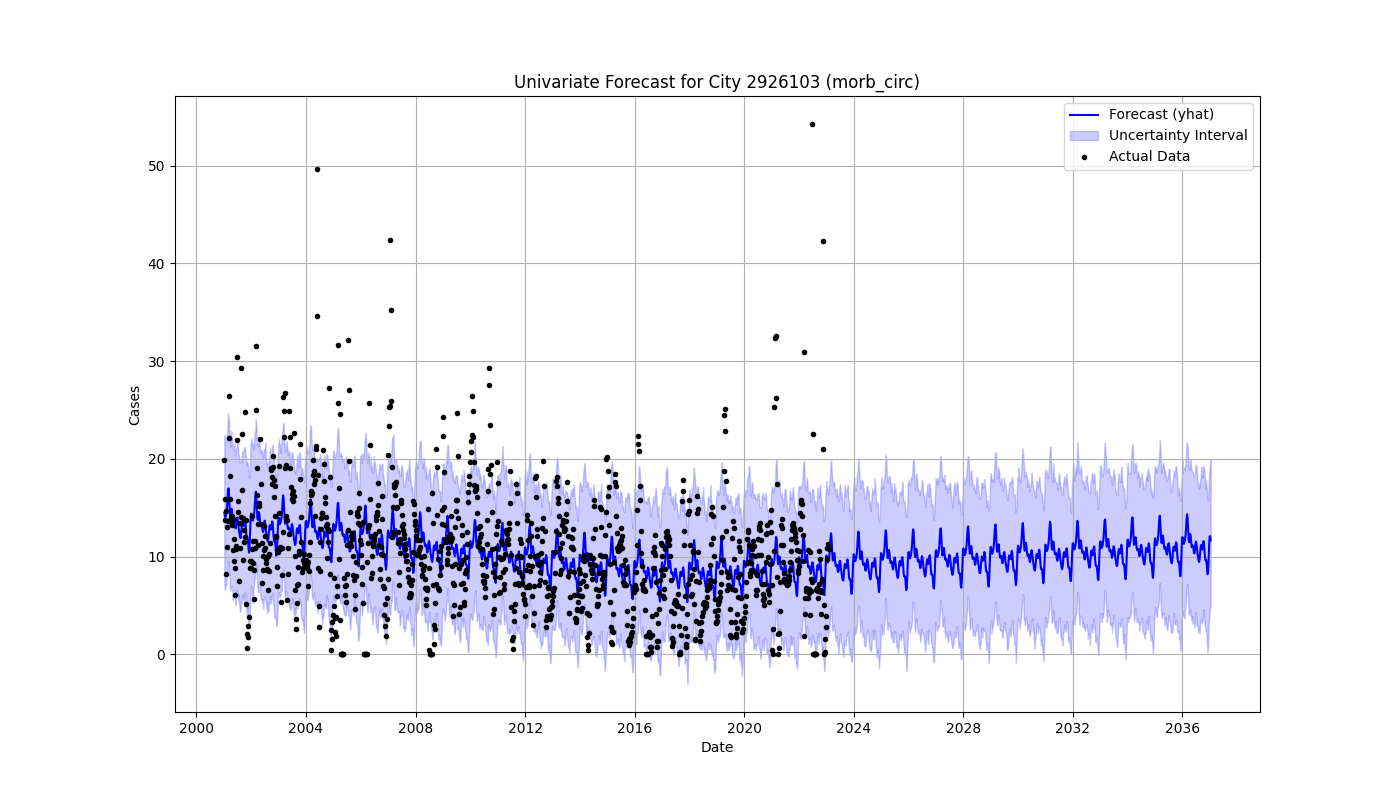 Univariate Forecast for City 2926103 (morb_circ)
Forecast (yhat)
Uncertainty Interval
Actual Data
Cases
50
40
30
20
10
0
2000 2004 2008 2012 2016 2020 2024 2028 2032 2036
Date